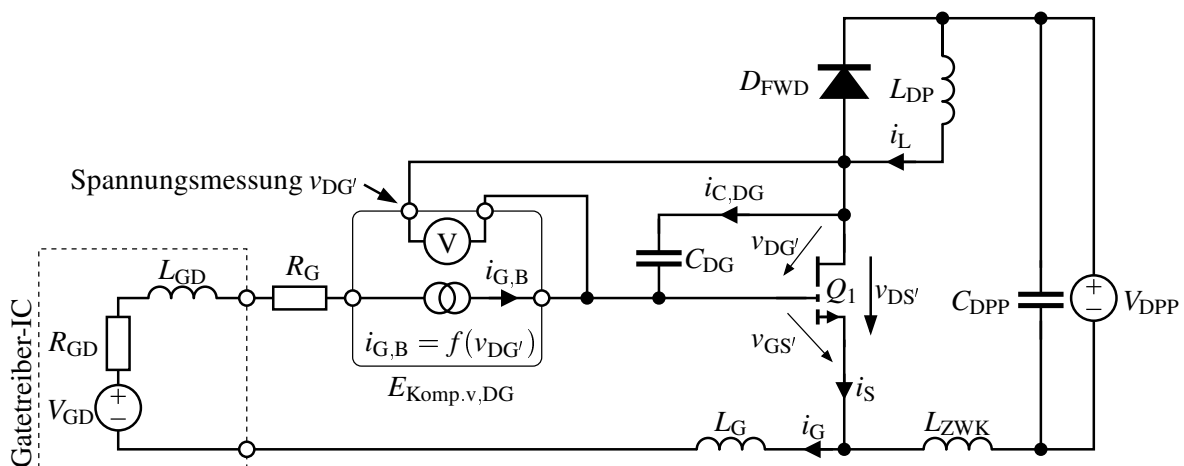 D_FWD
L_DP
i_L
Spannungsmessung v_DG′
i_C,DG
V
v_DG′
C_DG
L_GD
R_G
i_G,B
Q_1
v_DS′
C_DPP
+
−
V_DPP
R_GD
i_G,B = f(v_DG′)
v_GS′
E_Komp.v,DG
i_S
Gatetreiber-IC
V_GD
+
−
L_G
i_G
L_ZWK